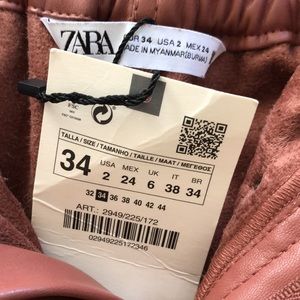 ZARA
EUR 34 USA 2 MEX 24
MADE IN MYANMAR(BURMA)
FSC
TALLA / SIZE / TAMANHO / TAILLE / MAAT / ΜΕΓΕΘΟΣ
34
USA MEX UK IT BR
2 24 6 38 34
32 34 36 38 40 42 44
ART.: 2949/225/172